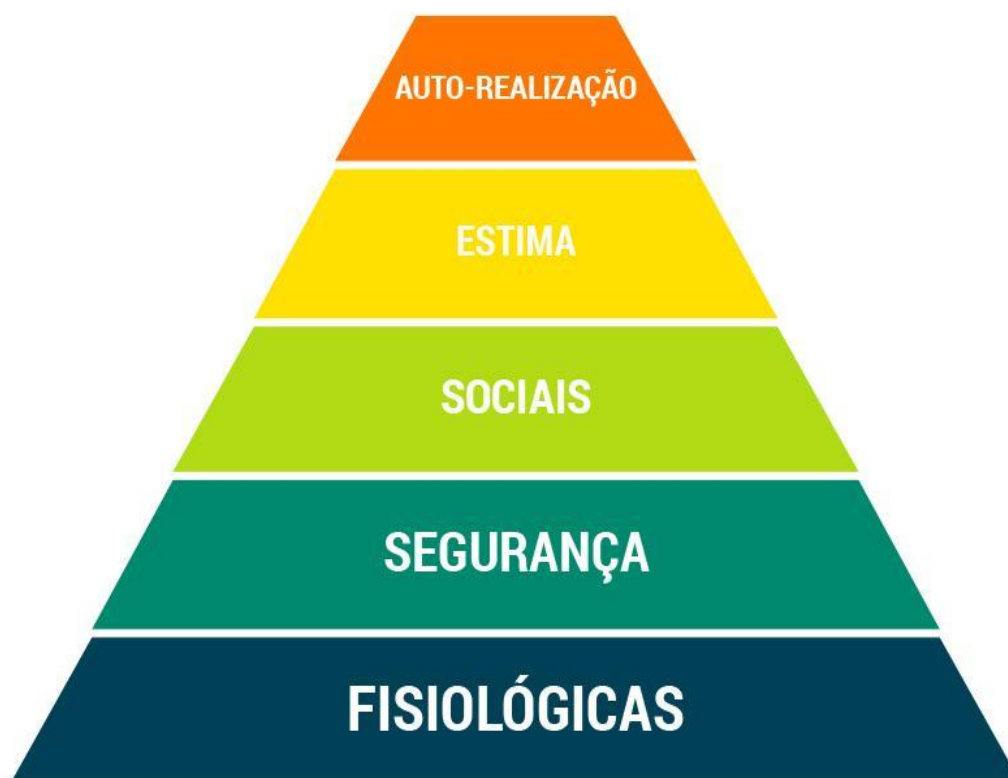 AUTO-REALIZAÇÃO
ESTIMA
SOCIAIS
SEGURANÇA
FISIOLÓGICAS